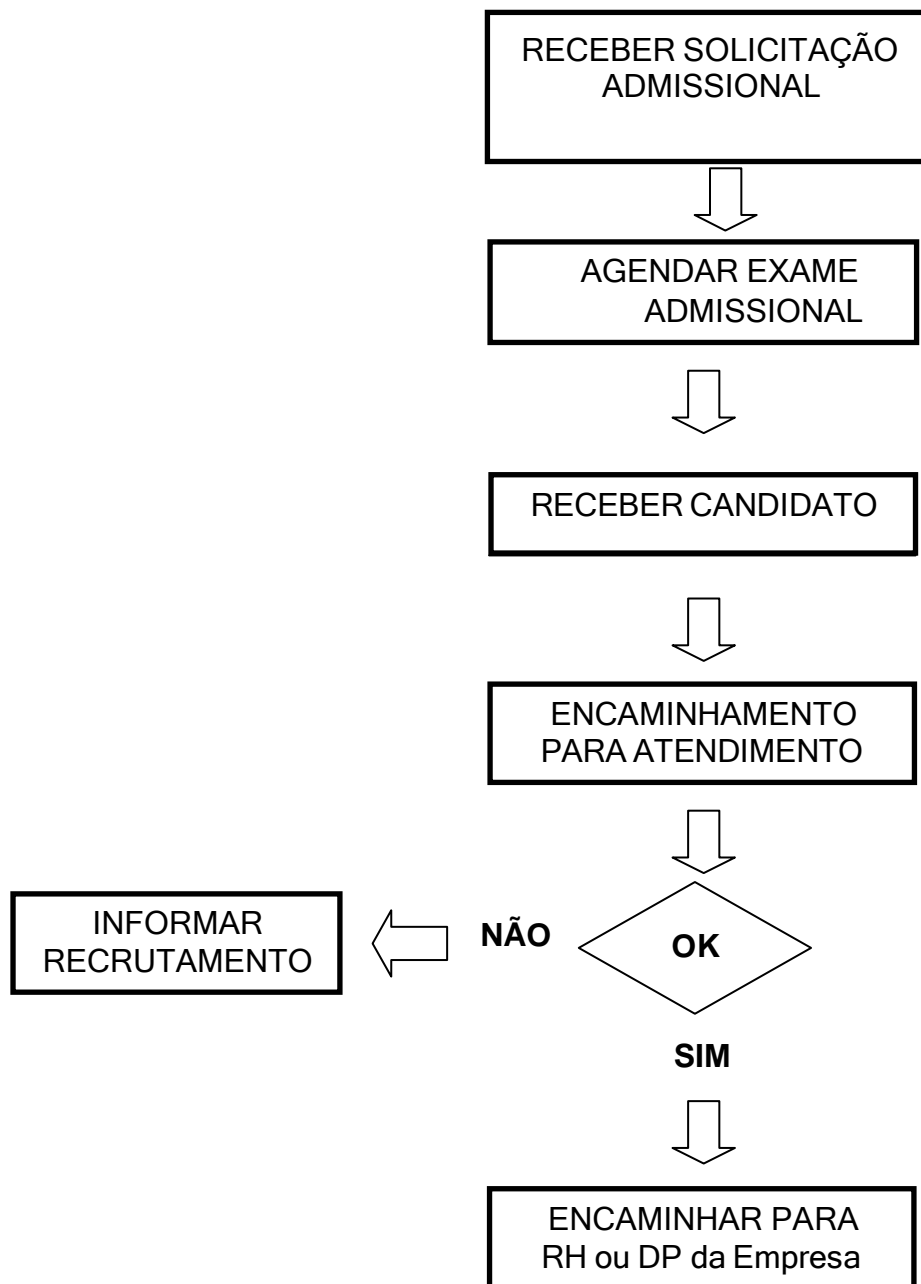 RECEBER SOLICITAÇÃO
ADMISSIONAL
AGENDAR EXAME
ADMISSIONAL
RECEBER CANDIDATO
ENCAMINHAMENTO
PARA ATENDIMENTO
INFORMAR
RECRUTAMENTO
NÃO
OK
SIM
ENCAMINHAR PARA
RH ou DP da Empresa